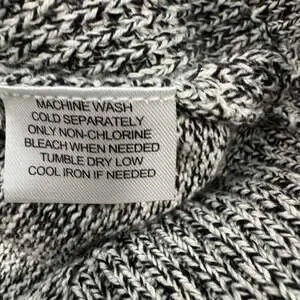 MACHINE WASH
COLD SEPARATELY
ONLY NON-CHLORINE
BLEACH WHEN NEEDED
TUMBLE DRY LOW
COOL IRON IF NEEDED